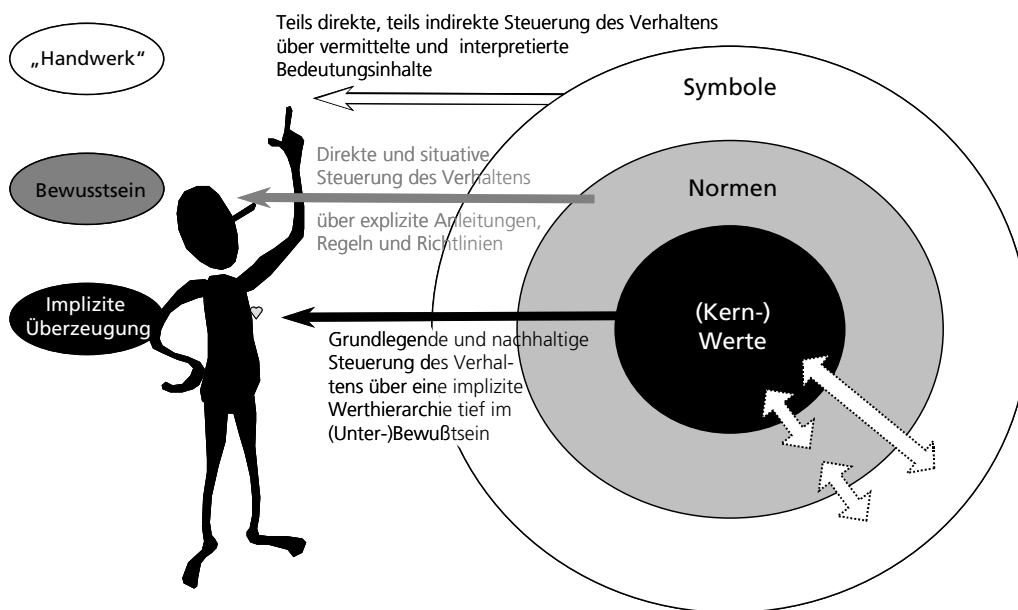 Teils direkte, teils indirekte Steuerung des Verhaltens
über vermittelte und interpretierte
Bedeutungsinhalte
„Handwerk“
Symbole
Direkte und situative
Steuerung des Verhaltens
über explizite Anleitungen,
Regeln und Richtlinien
Bewusstsein
Normen
Implizite
Überzeugung
(Kern-)
Werte
Grundlegende und nachhaltige
Steuerung des Verhal-
tens über eine implizite
Werthierarchie tief im
(Unter-)Bewußtsein